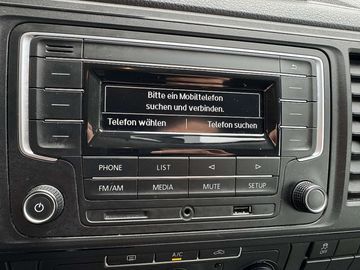 Bitte ein Mobiltelefon
suchen und verbinden.
Telefon wählen Telefon suchen
PHONE LIST
FM/AM MEDIA MUTE SETUP
A/C